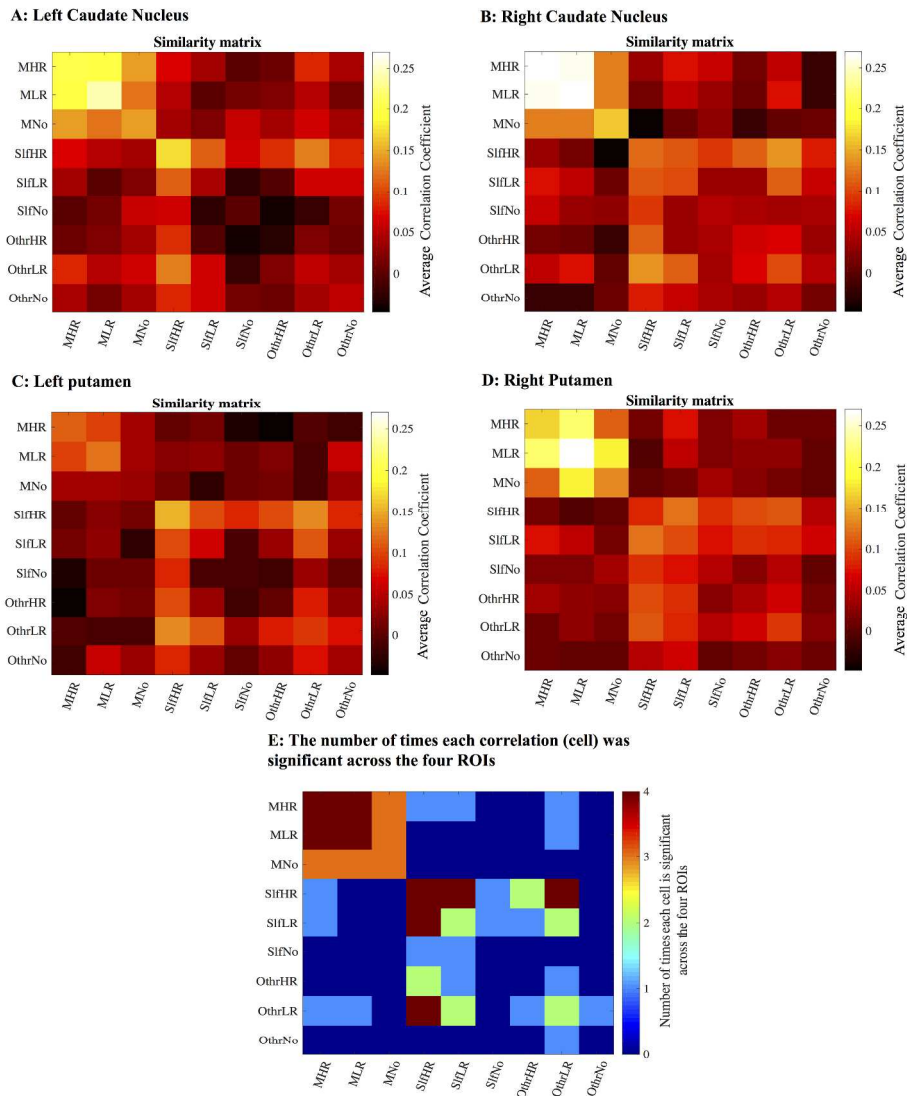 A: Left Caudate Nucleus
Similarity matrix
MHR
MLR
MNo
SlfHR
SlfLR
SlfNo
OthrHR
OthrLR
OthrNo
MHR
MLR
MNo
SlfHR
SlfLR
SlfNo
OthrHR
OthrLR
OthrNo
0.25
0.2
0.15
0.1
0.05
0
Average Correlation Coefficient
B: Right Caudate Nucleus
Similarity matrix
MHR
MLR
MNo
SlfHR
SlfLR
SlfNo
OthrHR
OthrLR
OthrNo
MHR
MLR
MNo
SlfHR
SlfLR
SlfNo
OthrHR
OthrLR
OthrNo
0.25
0.2
0.15
0.1
0.05
0
Average Correlation Coefficient
C: Left putamen
Similarity matrix
MHR
MLR
MNo
SlfHR
SlfLR
SlfNo
OthrHR
OthrLR
OthrNo
MHR
MLR
MNo
SlfHR
SlfLR
SlfNo
OthrHR
OthrLR
OthrNo
0.25
0.2
0.15
0.1
0.05
0
Average Correlation Coefficient
D: Right Putamen
Similarity matrix
MHR
MLR
MNo
SlfHR
SlfLR
SlfNo
OthrHR
OthrLR
OthrNo
MHR
MLR
MNo
SlfHR
SlfLR
SlfNo
OthrHR
OthrLR
OthrNo
0.25
0.2
0.15
0.1
0.05
0
Average Correlation Coefficient
E: The number of times each correlation (cell) was
significant across the four ROIs
MHR
MLR
MNo
SlfHR
SlfLR
SlfNo
OthrHR
OthrLR
OthrNo
MHR
MLR
MNo
SlfHR
SlfLR
SlfNo
OthrHR
OthrLR
OthrNo
4
3
2
1
0
Number of times each cell is significant
across the four ROIs